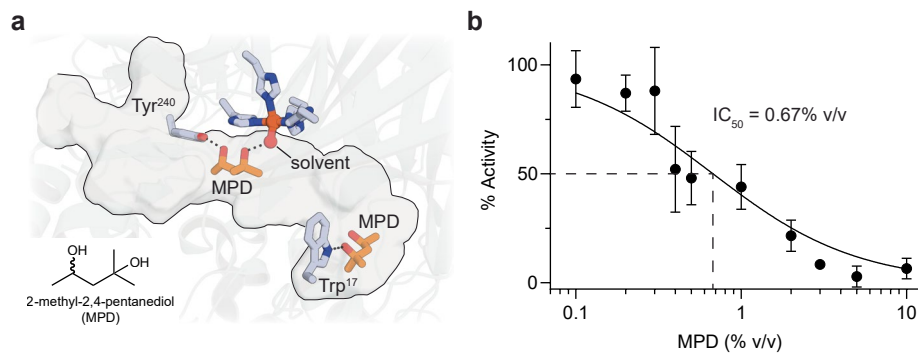 a
Tyr240
MPD
solvent
MPD
Trp17
OH
OH
2-methyl-2,4-pentanediol
(MPD)
b
% Activity
100
50
0
IC50 = 0.67% v/v
0.1
1
10
MPD (% v/v)